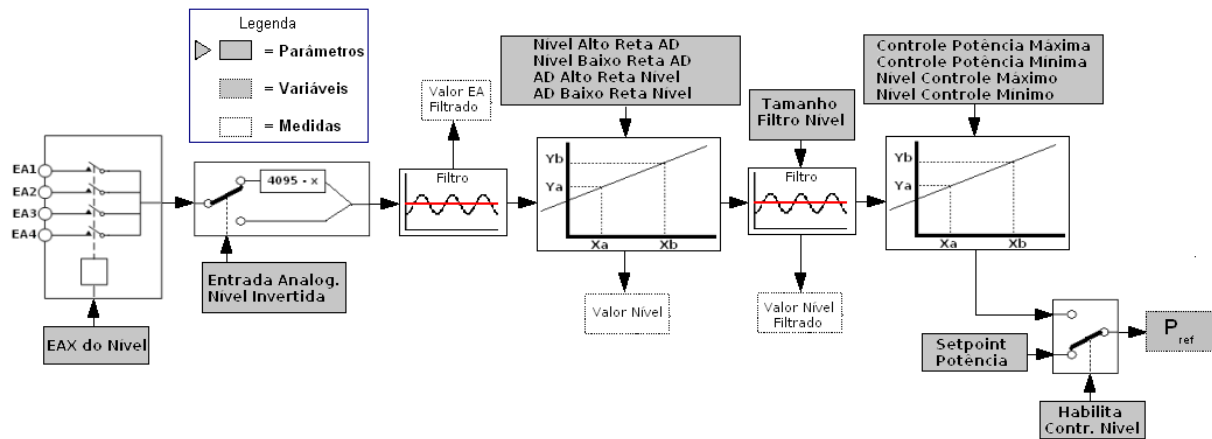 Legenda
= Parâmetros
= Variáveis
= Medidas
EA1
EA2
EA3
EA4
EAX do Nível
4095 - x
Entrada Analog.
Nível Invertida
Valor EA
Filtrado
Filtro
Nível Alto Reta AD
Nível Baixo Reta AD
AD Alto Reta Nível
AD Baixo Reta Nível
Yb
Ya
Xa
Xb
Valor Nível
Tamanho
Filtro Nível
Filtro
Valor Nível
Filtrado
Controle Potência Máxima
Controle Potência Mínima
Nível Controle Máximo
Nível Controle Mínimo
Yb
Ya
Xa
Xb
Setpoint
Potência
Pref
Habilita
Contr. Nível